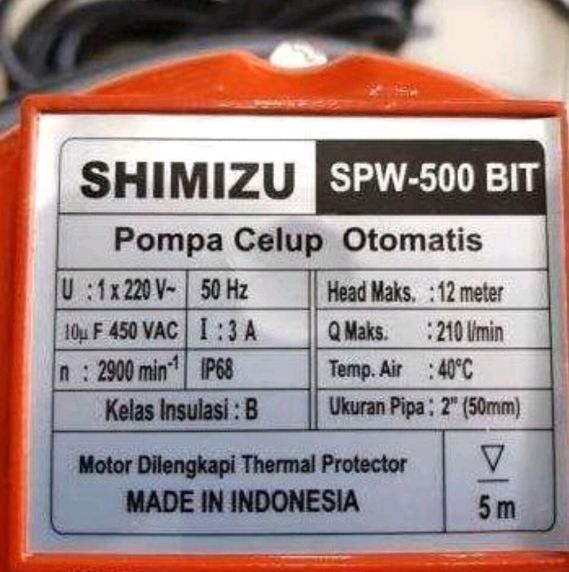 SHIMIZU SPW-500 BIT
Pompa Celup Otomatis
U : 1 x 220 V~ 50 Hz Head Maks. : 12 meter
10μ F 450 VAC I : 3 A Q Maks. : 210 l/min
n : 2900 min⁻¹ IP68 Temp. Air : 40°C
Kelas Insulasi : B Ukuran Pipa : 2" (50mm)
Motor Dilengkapi Thermal Protector
MADE IN INDONESIA
5 m